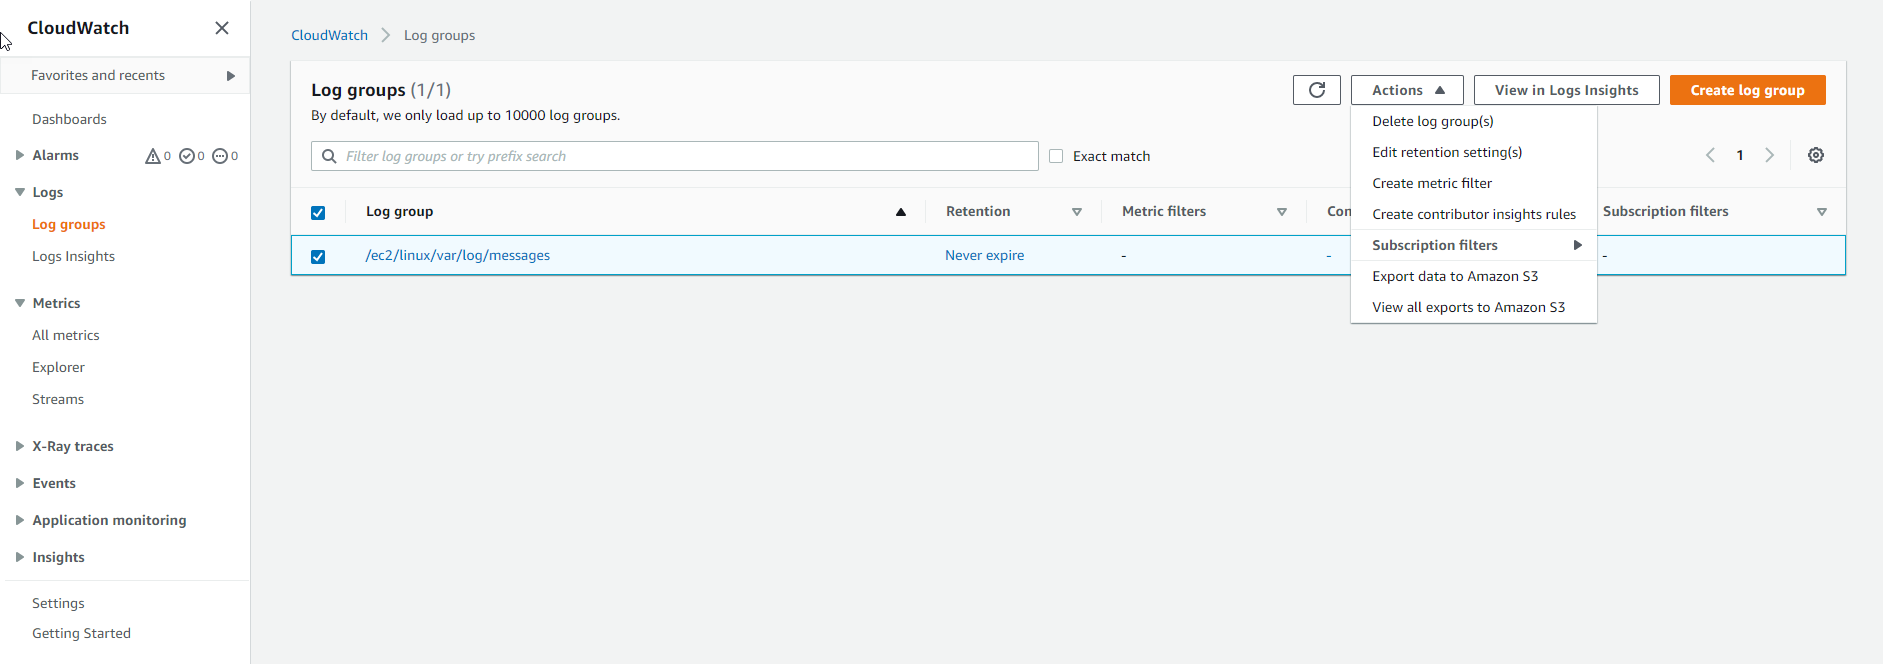 CloudWatch
Favorites and recents
Dashboards
Alarms 0 0 0
Logs
Log groups
Logs Insights
Metrics
All metrics
Explorer
Streams
X-Ray traces
Events
Application monitoring
Insights
Settings
Getting Started
CloudWatch Log groups
Log groups (1/1)
By default, we only load up to 10000 log groups.
Actions
View in Logs Insights
Create log group
Filter log groups or try prefix search
Exact match
1
Log group Retention Metric filters Con Subscription filters
/ec2/linux/var/log/messages Never expire - - -
Delete log group(s)
Edit retention setting(s)
Create metric filter
Create contributor insights rules
Subscription filters
Export data to Amazon S3
View all exports to Amazon S3